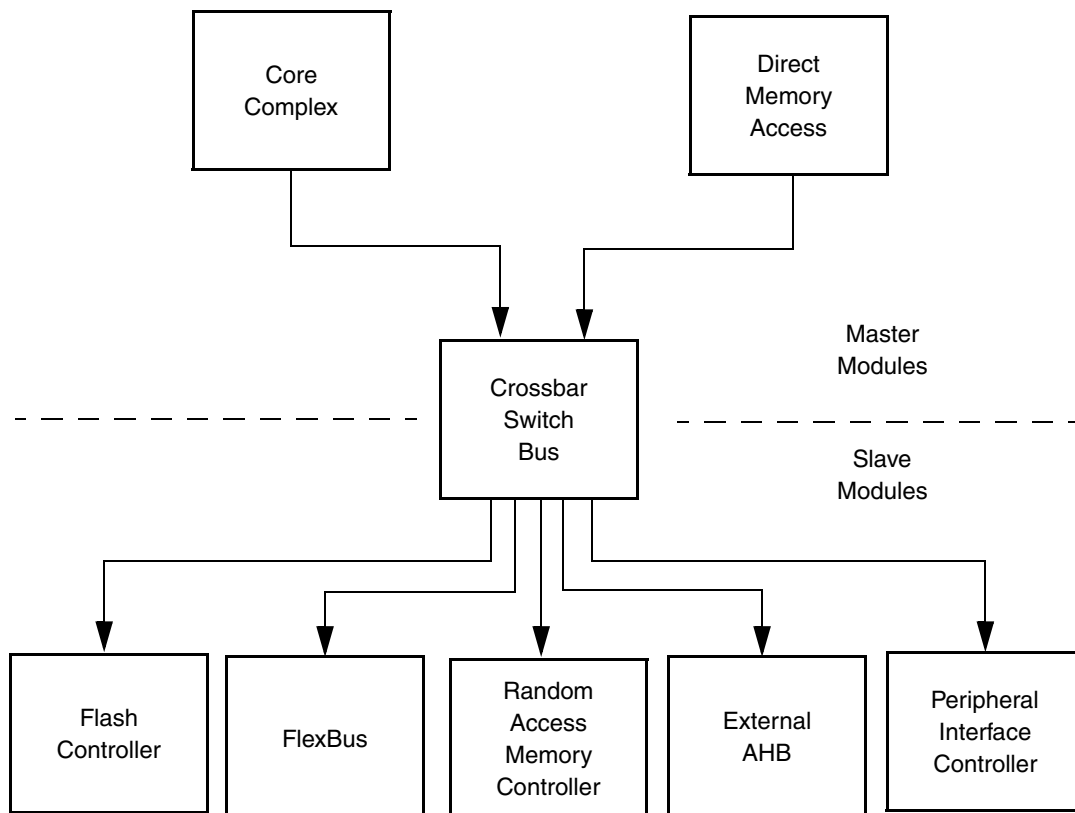 Core
Complex
Direct
Memory
Access
Master
Modules
Crossbar
Switch
Bus
Slave
Modules
Flash
Controller
FlexBus
Random
Access
Memory
Controller
External
AHB
Peripheral
Interface
Controller